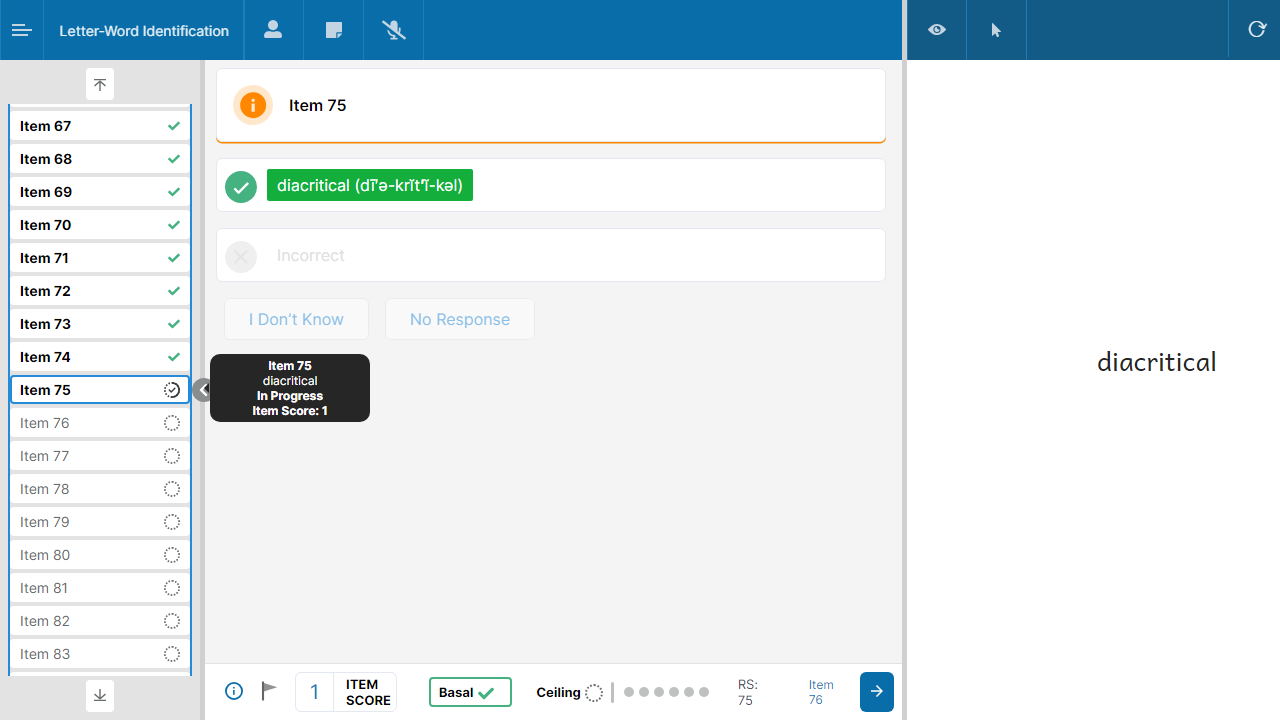 Letter-Word Identification
Item 67
Item 68
Item 69
Item 70
Item 71
Item 72
Item 73
Item 74
Item 75
Item 76
Item 77
Item 78
Item 79
Item 80
Item 81
Item 82
Item 83
Item 75
diacritical (dī′ə-krĭt′ĭ-kəl)
Incorrect
I Don't Know
No Response
Item 75
diacritical
In Progress
Item Score: 1
1
ITEM
SCORE
Basal
Ceiling
RS:
75
Item
76
diacritical